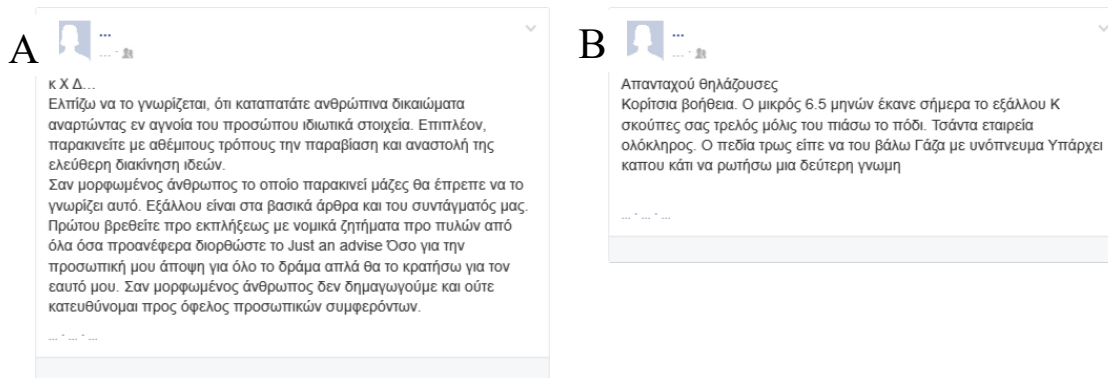 A
...
... ·
κ Χ Δ...
Ελπίζω να το γνωρίζεται, ότι καταπατάτε ανθρώπινα δικαιώματα
αναρτώντας εν αγνοία του προσώπου ιδιωτικά στοιχεία. Επιπλέον,
παρακινείτε με αθέμιτους τρόπους την παραβίαση και αναστολή της
ελεύθερη διακίνηση ιδεών.
Σαν μορφωμένος άνθρωπος το οποίο παρακινεί μάζες θα έπρεπε να το
γνωρίζει αυτό. Εξάλλου είναι στα βασικά άρθρα και του συντάγματός μας.
Πρώτου βρεθείτε προ εκπλήξεως με νομικά ζητήματα προ πυλών από
όλα όσα προανέφερα διορθώστε το Just an advise Όσο για την
προσωπική μου άποψη για όλο το δράμα απλά θα το κρατήσω για τον
εαυτό μου. Σαν μορφωμένος άνθρωπος δεν δημαγωγούμε και ούτε
κατευθύνομαι προς όφελος προσωπικών συμφερόντων.
... · ... · ...
B
...
... ·
Απανταχού θηλάζουσες
Κορίτσια βοήθεια. Ο μικρός 6.5 μηνών έκανε σήμερα το εξάλλου Κ
σκούπες σας τρελός μόλις του πιάσω το πόδι. Τσάντα εταιρεία
ολόκληρος. Ο πεδία τρως είπε να του βάλω Γάζα με υνόπνευμα Υπάρχει
καπου κάτι να ρωτήσω μια δεύτερη γνωμη
... · ... · ...